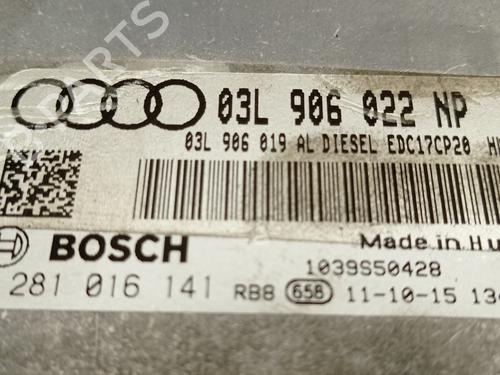 PARTS
03L 906 022 NP
03L 906 019 AL DIESEL EDC17CP20
BOSCH
Made in Hu
1039S50428
281 016 141 RB8 658 11-10-15